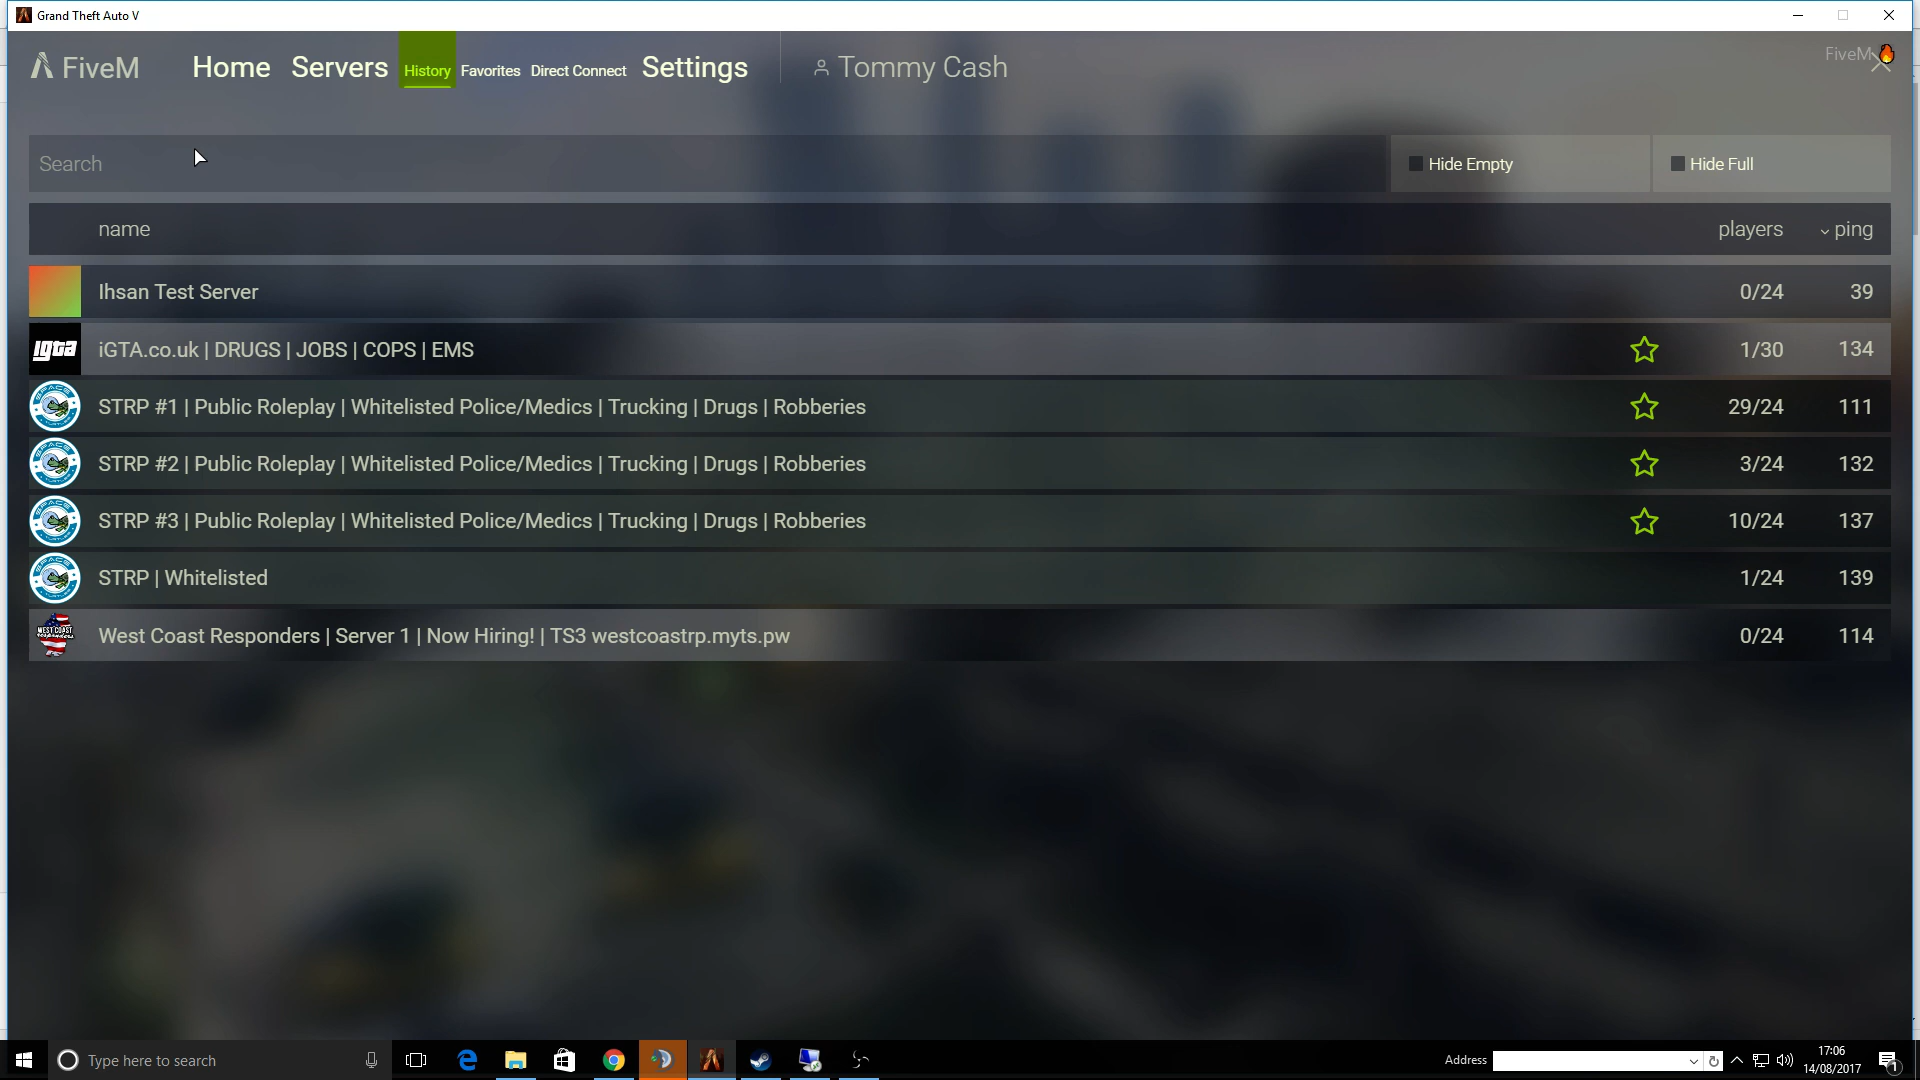 Grand Theft Auto V
FiveM Home Servers History Favorites Direct Connect Settings Tommy Cash FiveM
Search Hide Empty Hide Full
name players ping
Ihsan Test Server 0/24 39
igta iGTA.co.uk | DRUGS | JOBS | COPS | EMS 1/30 134
STRP #1 | Public Roleplay | Whitelisted Police/Medics | Trucking | Drugs | Robberies 29/24 111
STRP #2 | Public Roleplay | Whitelisted Police/Medics | Trucking | Drugs | Robberies 3/24 132
STRP #3 | Public Roleplay | Whitelisted Police/Medics | Trucking | Drugs | Robberies 10/24 137
STRP | Whitelisted 1/24 139
WEST COAST West Coast Responders | Server 1 | Now Hiring! | TS3 westcoastrp.myts.pw 0/24 114
Type here to search Address 17:06
14/08/2017 1